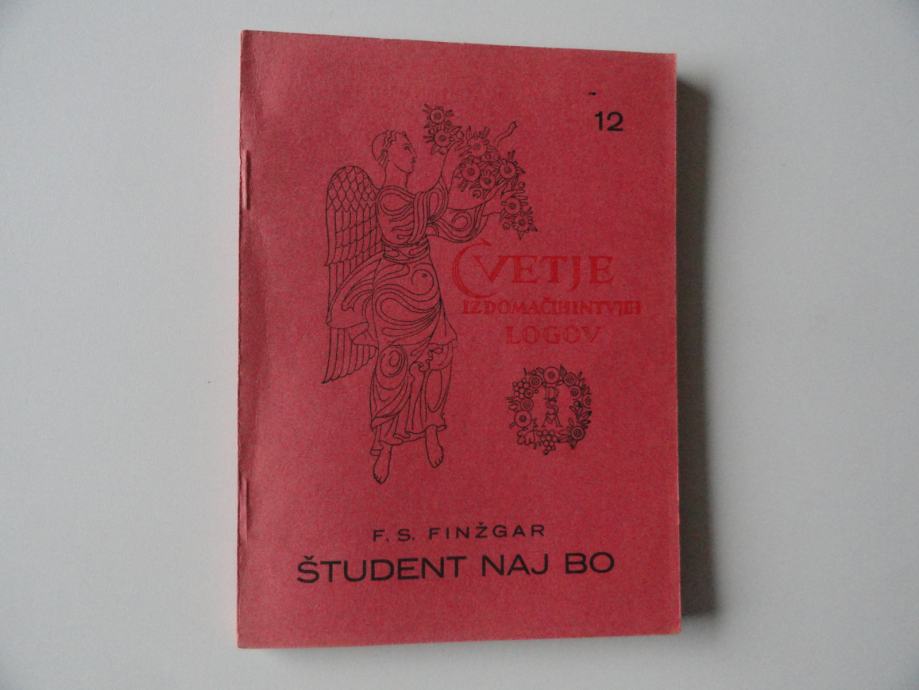 12
CVETJE
IZ DOMAČIH IN TUJIH
LOGOV
F. S. FINŽGAR
ŠTUDENT NAJ BO